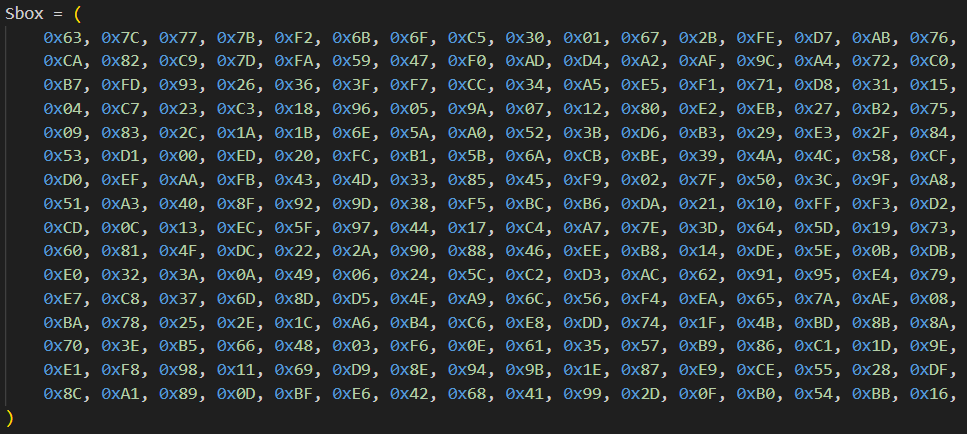 Sbox = (
0x63, 0x7C, 0x77, 0x7B, 0xF2, 0x6B, 0x6F, 0xC5, 0x30, 0x01, 0x67, 0x2B, 0xFE, 0xD7, 0xAB, 0x76,
0xCA, 0x82, 0xC9, 0x7D, 0xFA, 0x59, 0x47, 0xF0, 0xAD, 0xD4, 0xA2, 0xAF, 0x9C, 0xA4, 0x72, 0xC0,
0xB7, 0xFD, 0x93, 0x26, 0x36, 0x3F, 0xF7, 0xCC, 0x34, 0xA5, 0xE5, 0xF1, 0x71, 0xD8, 0x31, 0x15,
0x04, 0xC7, 0x23, 0xC3, 0x18, 0x96, 0x05, 0x9A, 0x07, 0x12, 0x80, 0xE2, 0xEB, 0x27, 0xB2, 0x75,
0x09, 0x83, 0x2C, 0x1A, 0x1B, 0x6E, 0x5A, 0xA0, 0x52, 0x3B, 0xD6, 0xB3, 0x29, 0xE3, 0x2F, 0x84,
0x53, 0xD1, 0x00, 0xED, 0x20, 0xFC, 0xB1, 0x5B, 0x6A, 0xCB, 0xBE, 0x39, 0x4A, 0x4C, 0x58, 0xCF,
0xD0, 0xEF, 0xAA, 0xFB, 0x43, 0x4D, 0x33, 0x85, 0x45, 0xF9, 0x02, 0x7F, 0x50, 0x3C, 0x9F, 0xA8,
0x51, 0xA3, 0x40, 0x8F, 0x92, 0x9D, 0x38, 0xF5, 0xBC, 0xB6, 0xDA, 0x21, 0x10, 0xFF, 0xF3, 0xD2,
0xCD, 0x0C, 0x13, 0xEC, 0x5F, 0x97, 0x44, 0x17, 0xC4, 0xA7, 0x7E, 0x3D, 0x64, 0x5D, 0x19, 0x73,
0x60, 0x81, 0x4F, 0xDC, 0x22, 0x2A, 0x90, 0x88, 0x46, 0xEE, 0xB8, 0x14, 0xDE, 0x5E, 0x0B, 0xDB,
0xE0, 0x32, 0x3A, 0x0A, 0x49, 0x06, 0x24, 0x5C, 0xC2, 0xD3, 0xAC, 0x62, 0x91, 0x95, 0xE4, 0x79,
0xE7, 0xC8, 0x37, 0x6D, 0x8D, 0xD5, 0x4E, 0xA9, 0x6C, 0x56, 0xF4, 0xEA, 0x65, 0x7A, 0xAE, 0x08,
0xBA, 0x78, 0x25, 0x2E, 0x1C, 0xA6, 0xB4, 0xC6, 0xE8, 0xDD, 0x74, 0x1F, 0x4B, 0xBD, 0x8B, 0x8A,
0x70, 0x3E, 0xB5, 0x66, 0x48, 0x03, 0xF6, 0x0E, 0x61, 0x35, 0x57, 0xB9, 0x86, 0xC1, 0x1D, 0x9E,
0xE1, 0xF8, 0x98, 0x11, 0x69, 0xD9, 0x8E, 0x94, 0x9B, 0x1E, 0x87, 0xE9, 0xCE, 0x55, 0x28, 0xDF,
0x8C, 0xA1, 0x89, 0x0D, 0xBF, 0xE6, 0x42, 0x68, 0x41, 0x99, 0x2D, 0x0F, 0xB0, 0x54, 0xBB, 0x16,
)